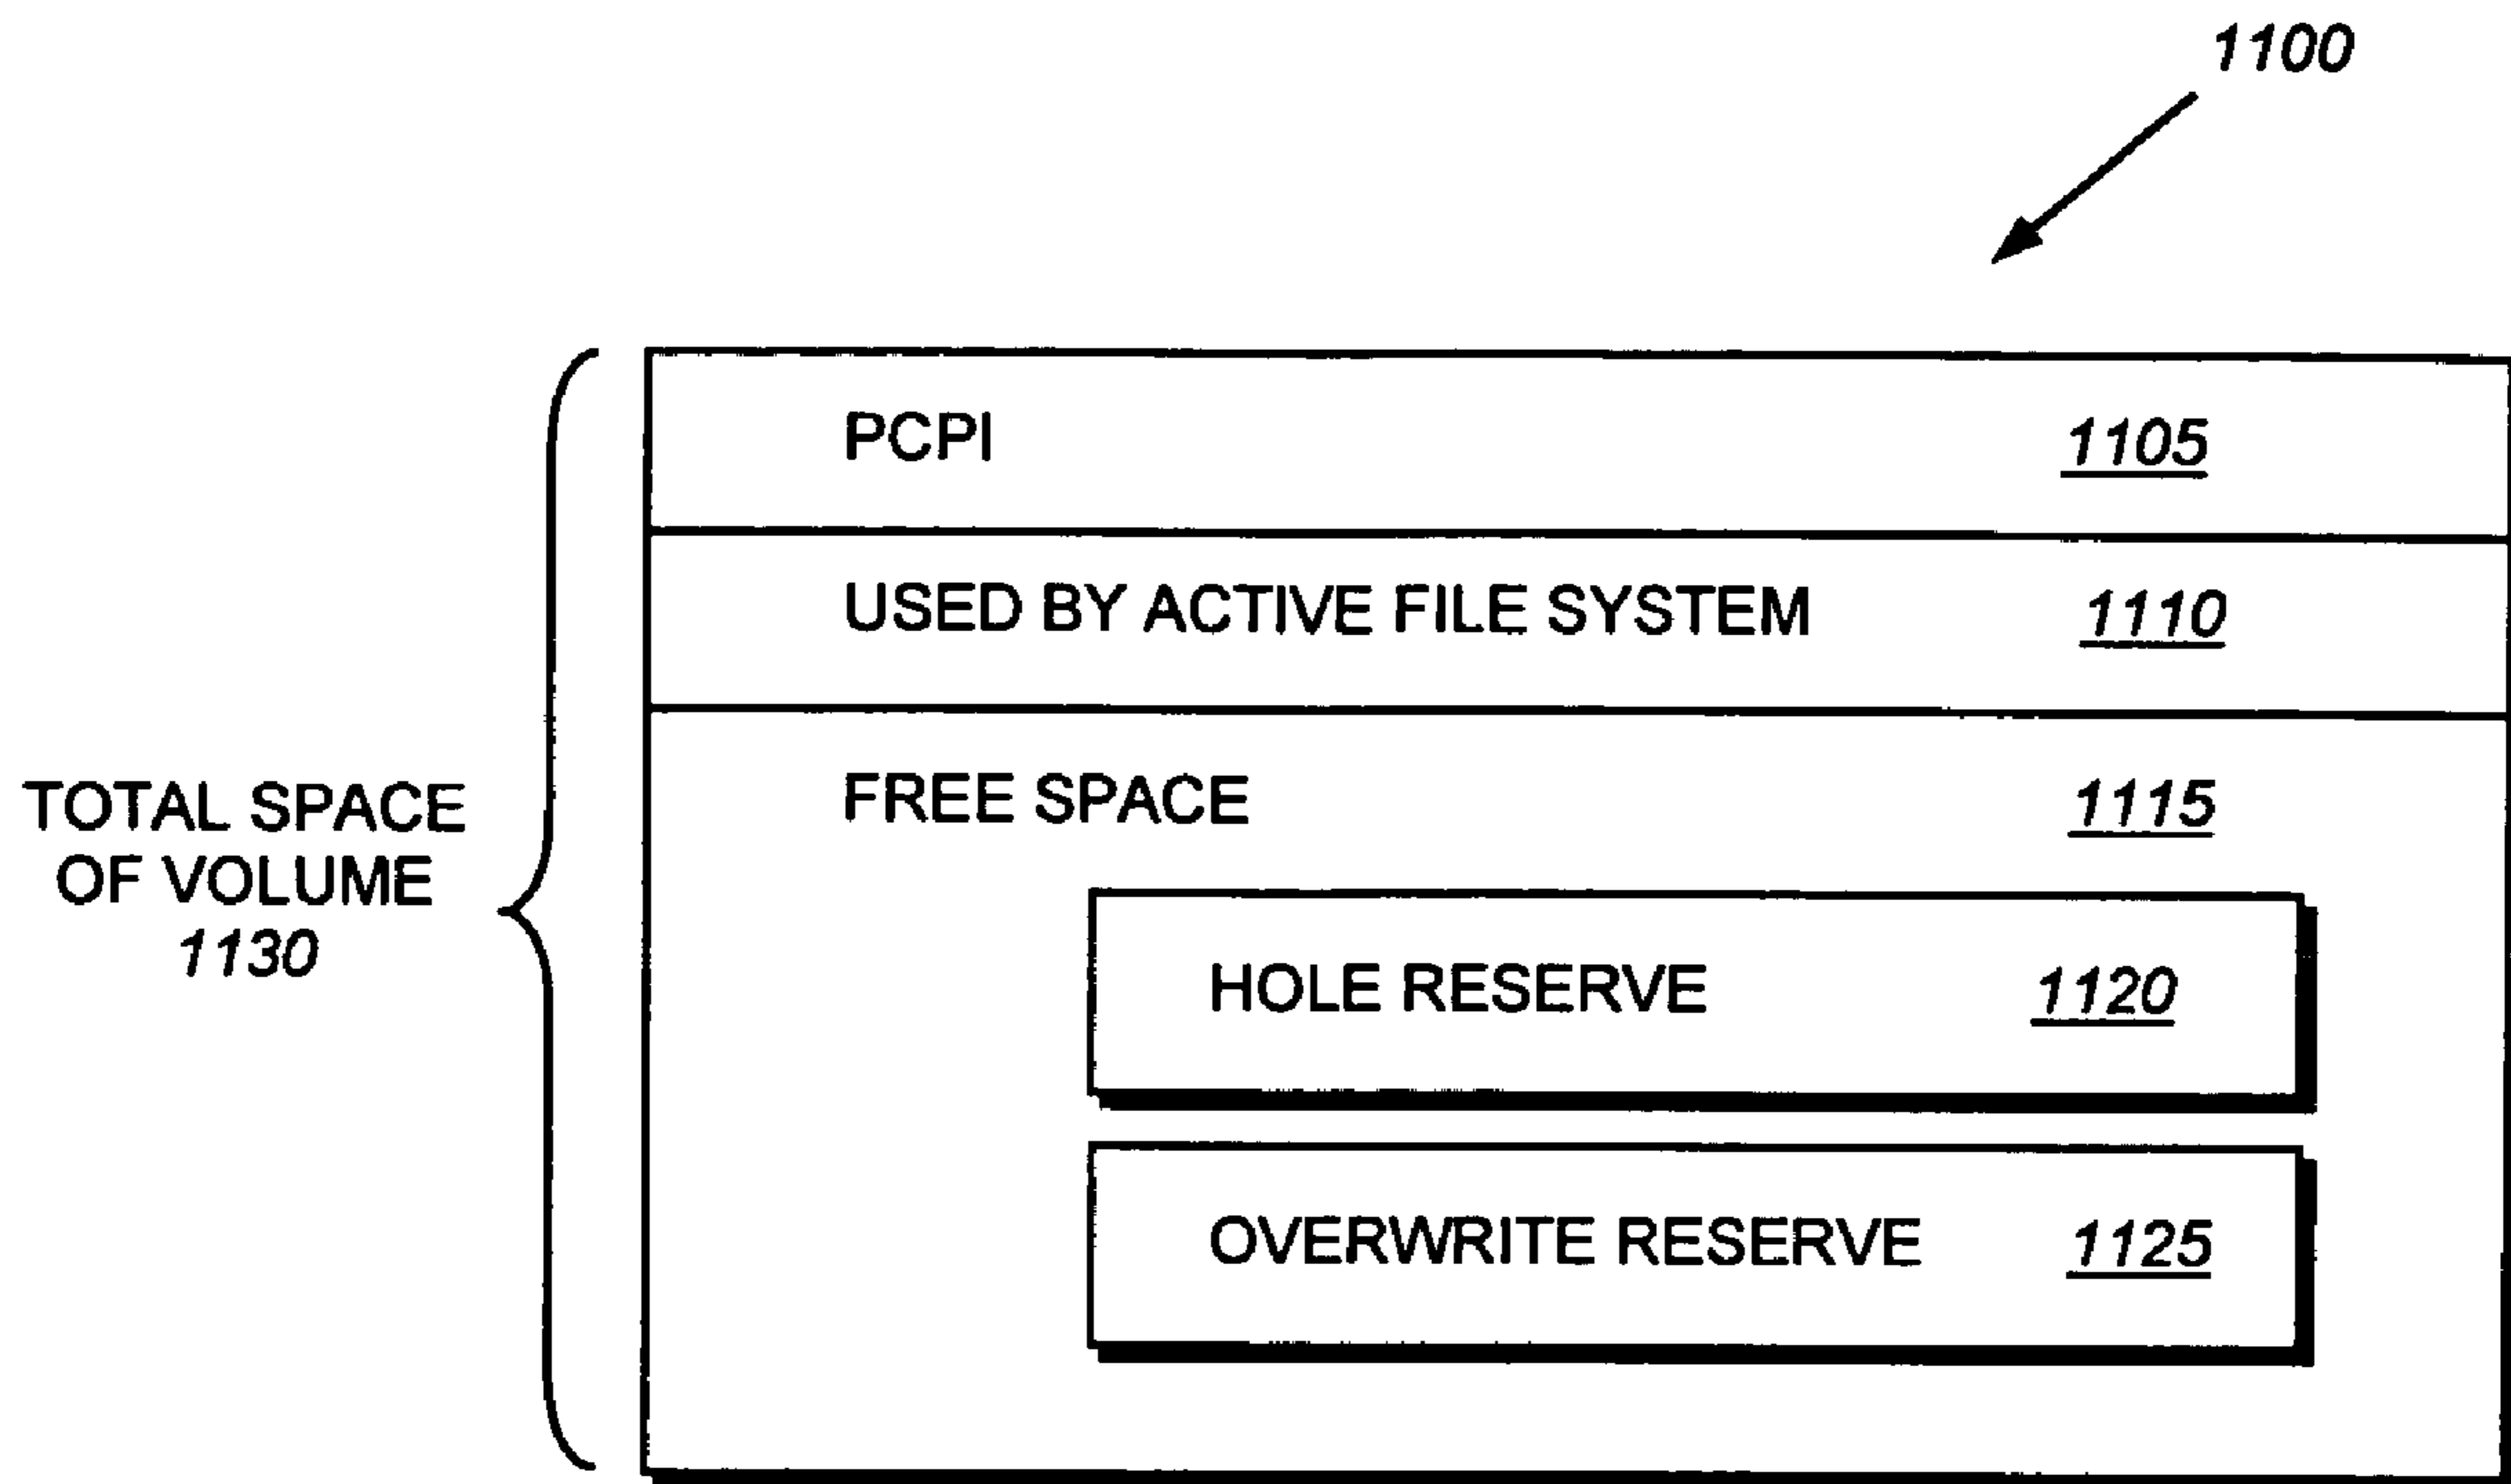 1100
PCPI 1105
USED BY ACTIVE FILE SYSTEM 1110
FREE SPACE 1115
TOTAL SPACE
OF VOLUME
1130
HOLE RESERVE 1120
OVERWRITE RESERVE 1125